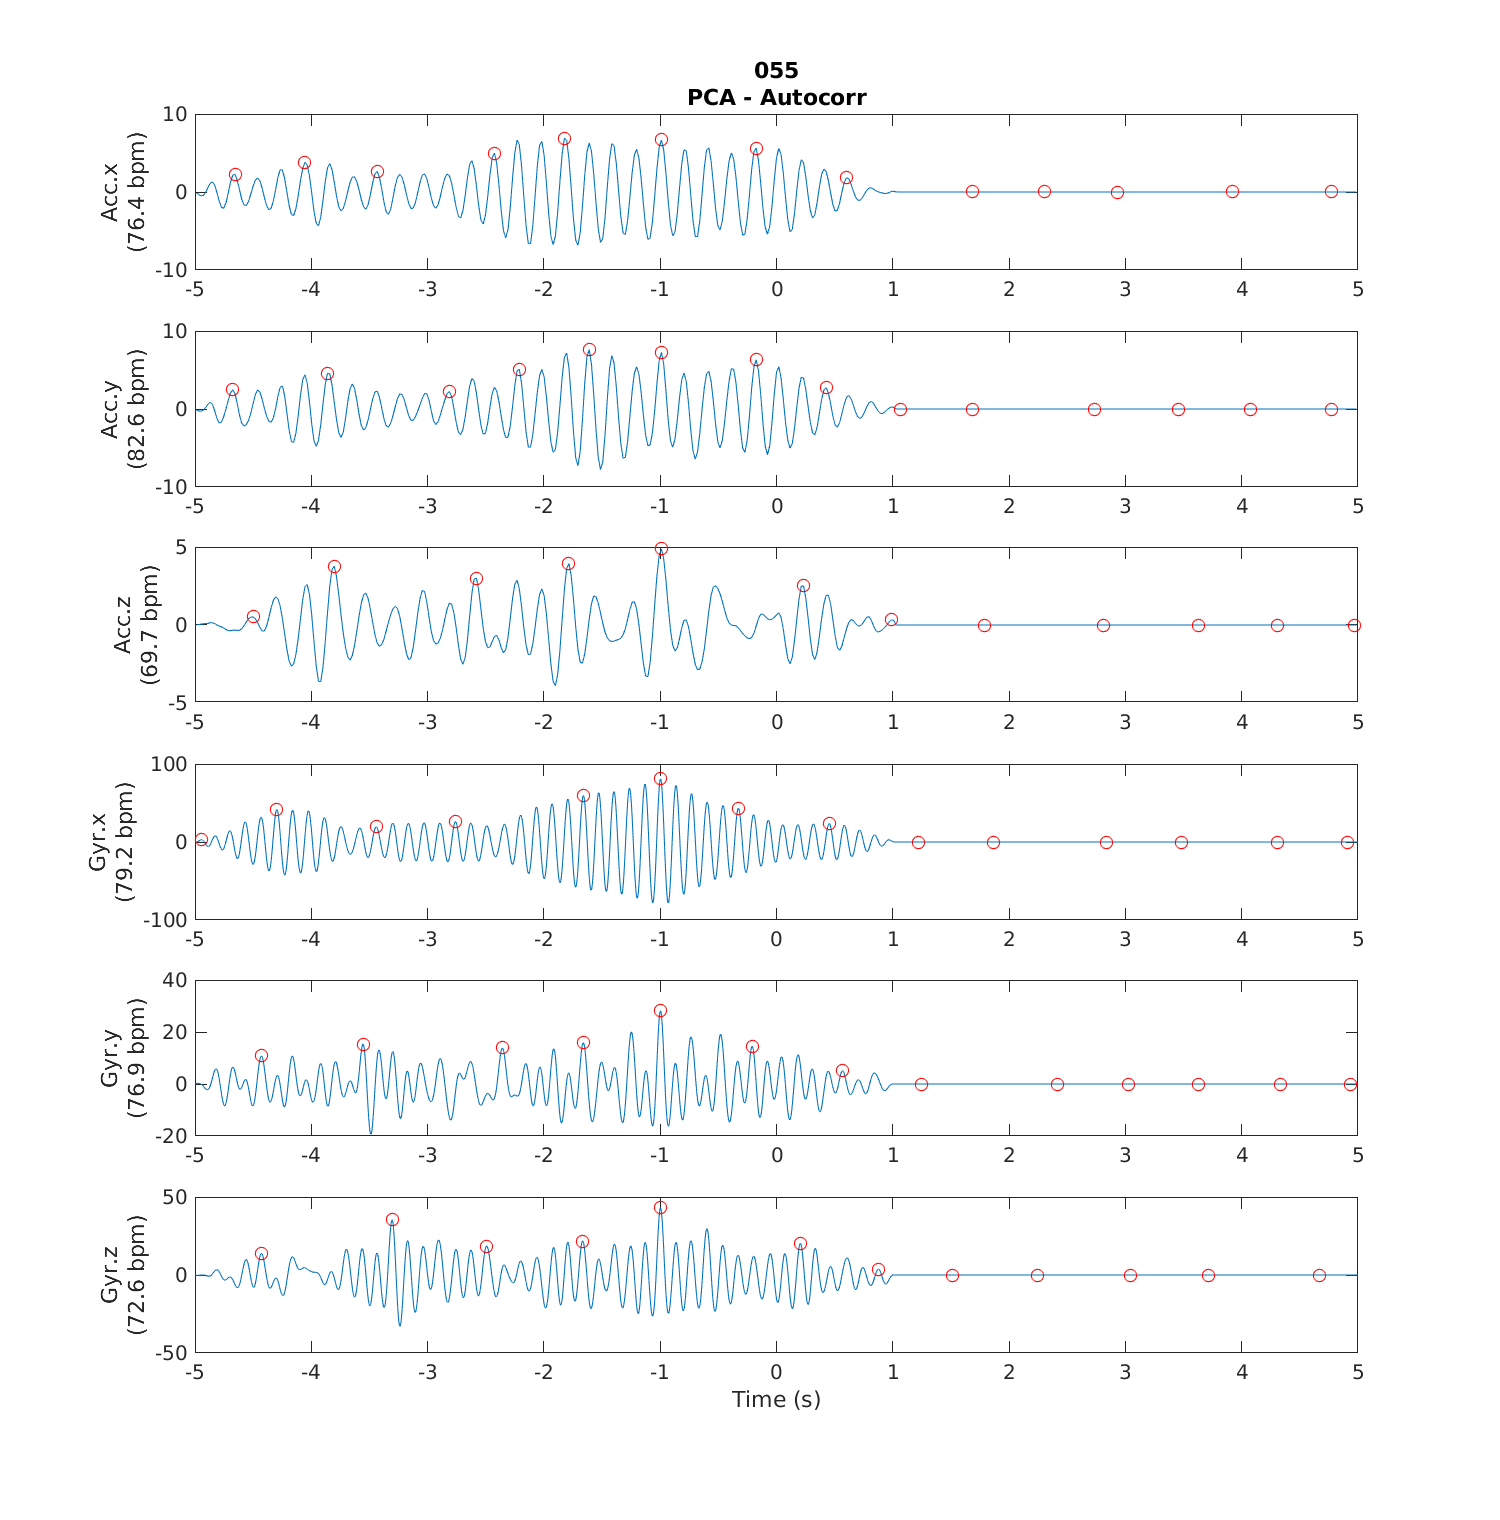 055
PCA - Autocorr
Acc.x
(76.4 bpm)
10
0
-10
-5 -4 -3 -2 -1 0 1 2 3 4 5
Acc.y
(82.6 bpm)
10
0
-10
-5 -4 -3 -2 -1 0 1 2 3 4 5
Acc.z
(69.7 bpm)
5
0
-5
-5 -4 -3 -2 -1 0 1 2 3 4 5
Gyr.x
(79.2 bpm)
100
0
-100
-5 -4 -3 -2 -1 0 1 2 3 4 5
Gyr.y
(76.9 bpm)
40
20
0
-20
-5 -4 -3 -2 -1 0 1 2 3 4 5
Gyr.z
(72.6 bpm)
50
0
-50
-5 -4 -3 -2 -1 0 1 2 3 4 5
Time (s)